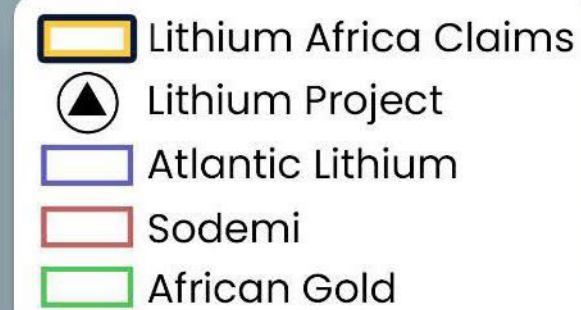 Lithium Africa Claims
Lithium Project
Atlantic Lithium
Sodemi
African Gold